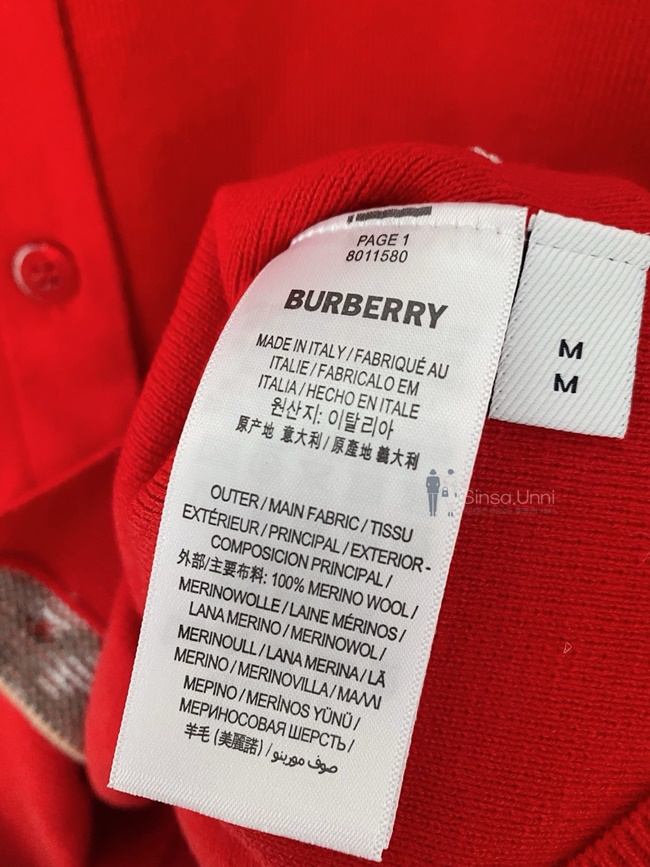 PAGE 1
8011580
BURBERRY
MADE IN ITALY / FABRIQUÉ AU
ITALIE / FABRICALO EM
ITALIA / HECHO EN ITALE
원산지: 이탈리아
原产地 意大利 / 原產地 義大利
OUTER / MAIN FABRIC / TISSU
EXTÉRIEUR / PRINCIPAL / EXTERIOR -
COMPOSICION PRINCIPAL /
外部/主要布料: 100% MERINO WOOL /
MERINOWOLLE / LAINE MÉRINOS /
LANA MERINO / MERINOWOL /
MERINOULL / LANA MERINA / LÃ
MERINO / MERINOVILLA / ΜΑΛΛΙ
ΜΕΡΙΝΟ / MERİNOS YÜNÜ /
МЕРИНОСОВАЯ ШЕРСТЬ /
羊毛 (美麗諾) / صوف مورينو
M
M
Sinsa.Unni